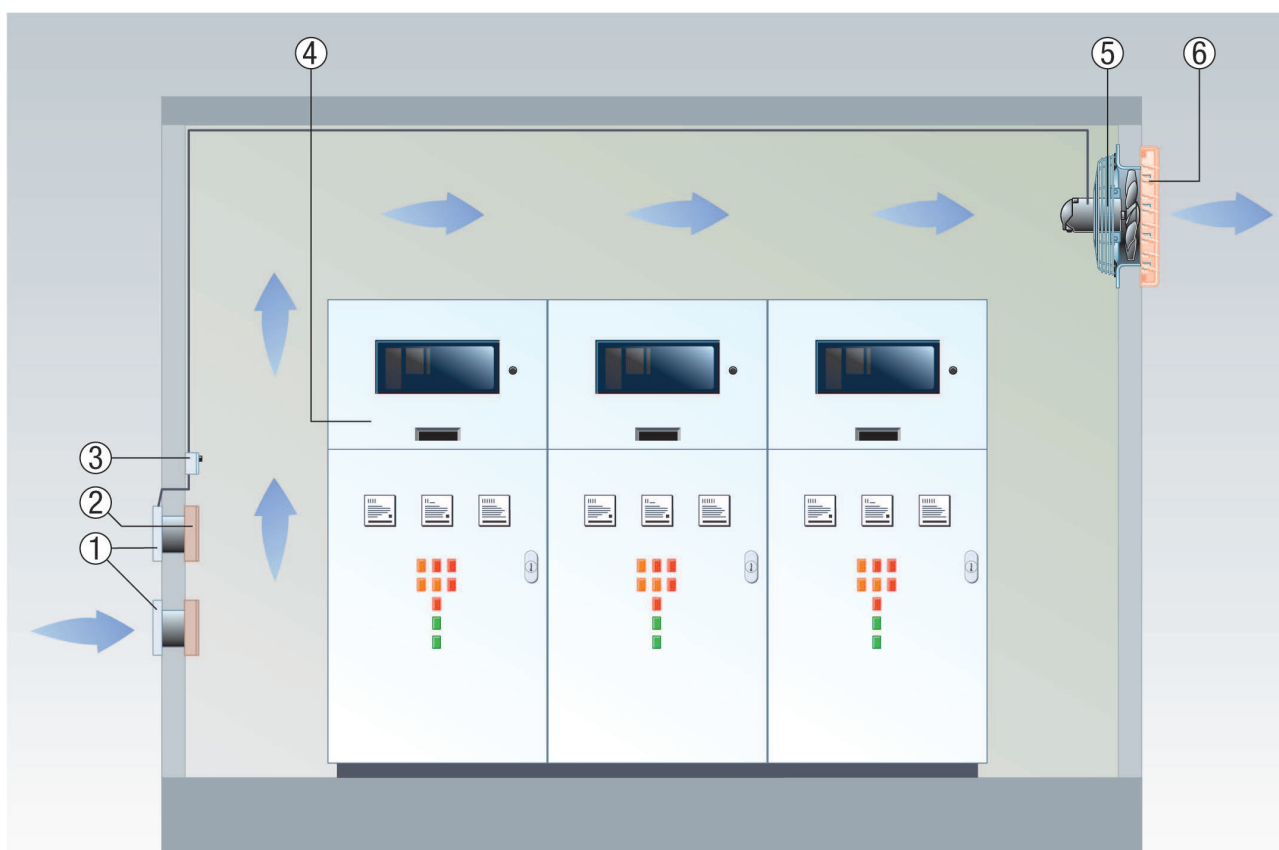 ④ ⑤ ⑥
③
②
①